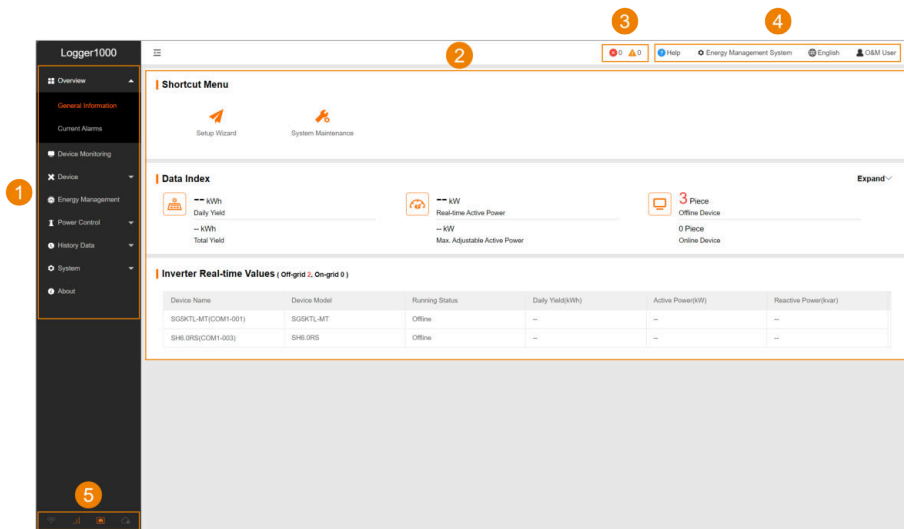 3
4
Logger1000
0 0 Help Energy Management System English O&M User
2
Overview
General Information
Current Alarms
Device Monitoring
Device
1
Energy Management
Power Control
History Data
System
About
5
Shortcut Menu
Setup Wizard System Maintenance
Data Index Expand
-- kWh -- kW 3 Piece
Daily Yield Real-time Active Power Offline Device
-- kWh -- kW 0 Piece
Total Yield Max. Adjustable Active Power Online Device
Inverter Real-time Values ( Off-grid 2, On-grid 0 )
Device Name Device Model Running Status Daily Yield(kWh) Active Power(kW) Reactive Power(kvar)
SG5KTL-MT(COM1-001) SG5KTL-MT Offline -- -- --
SH6.0RS(COM1-003) SH6.0RS Offline -- -- --